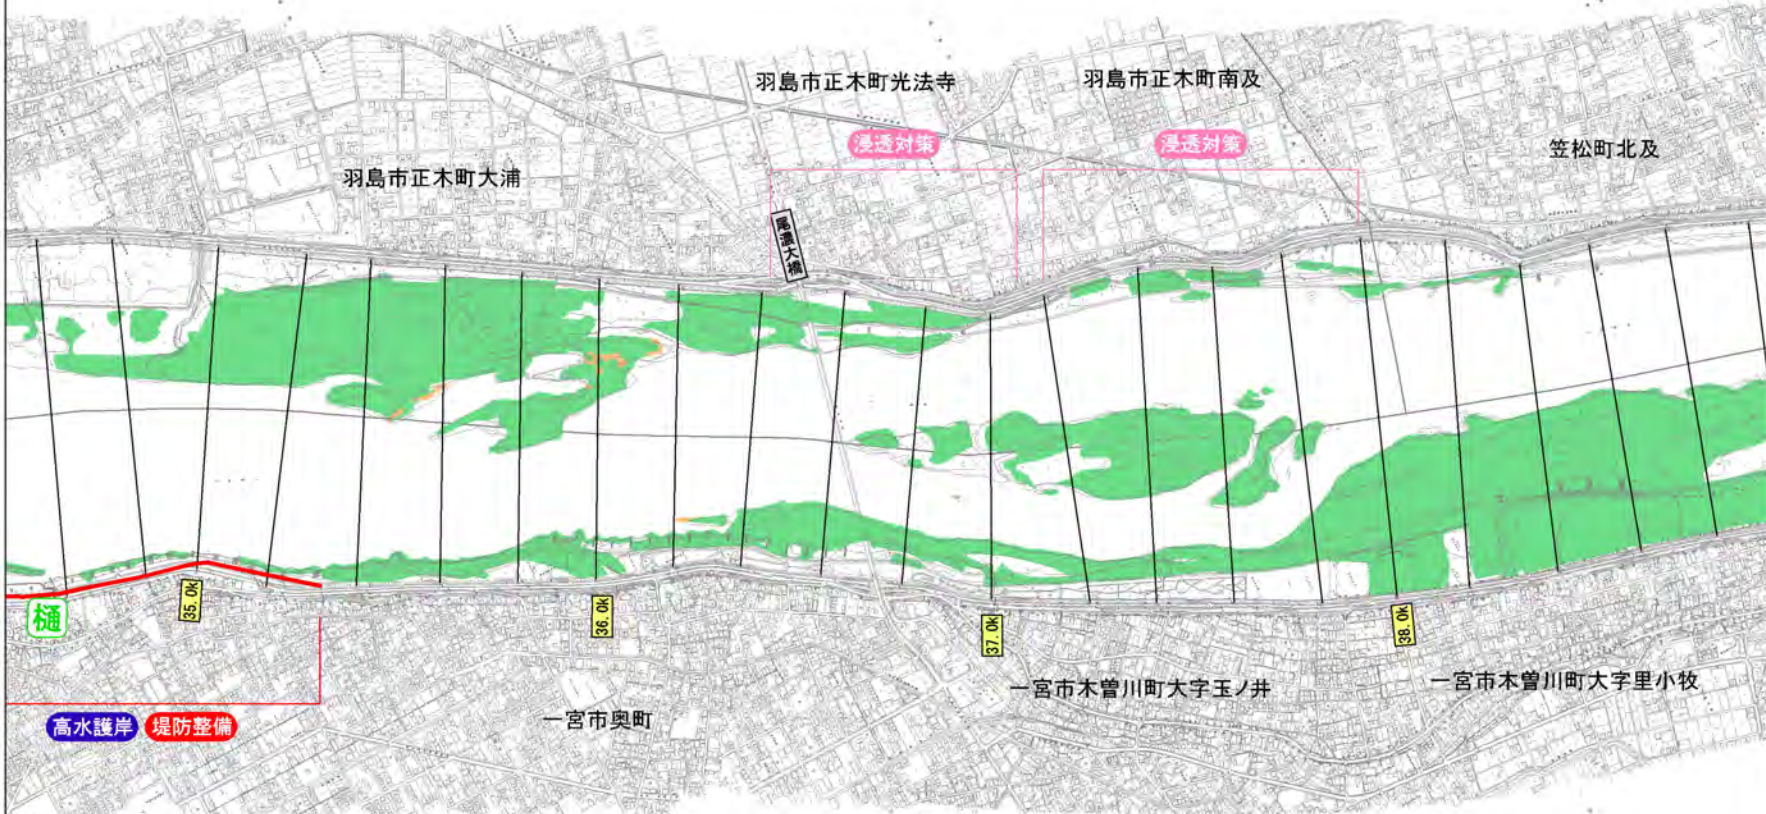 羽島市正木町光法寺
羽島市正木町南及
浸透対策
浸透対策
笠松町北及
羽島市正木町大浦
尾濃大橋
樋
35.0k
36.0k
37.0k
38.0k
一宮市木曽川町大字玉ノ井
一宮市木曽川町大字里小牧
高水護岸
堤防整備
一宮市奥町